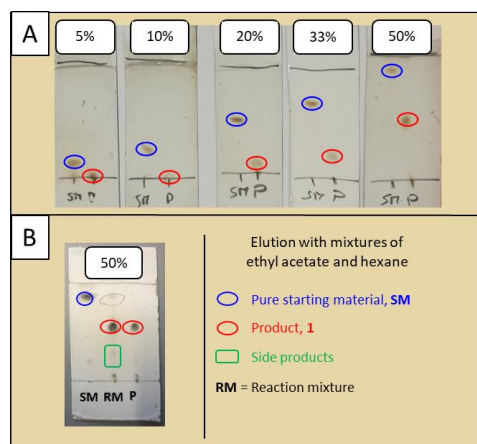 A
5%
10%
20%
33%
50%
SM P
SM P
SM P
SM P
SM P
B
50%
SM RM P
Elution with mixtures of
ethyl acetate and hexane
Pure starting material, SM
Product, 1
Side products
RM = Reaction mixture